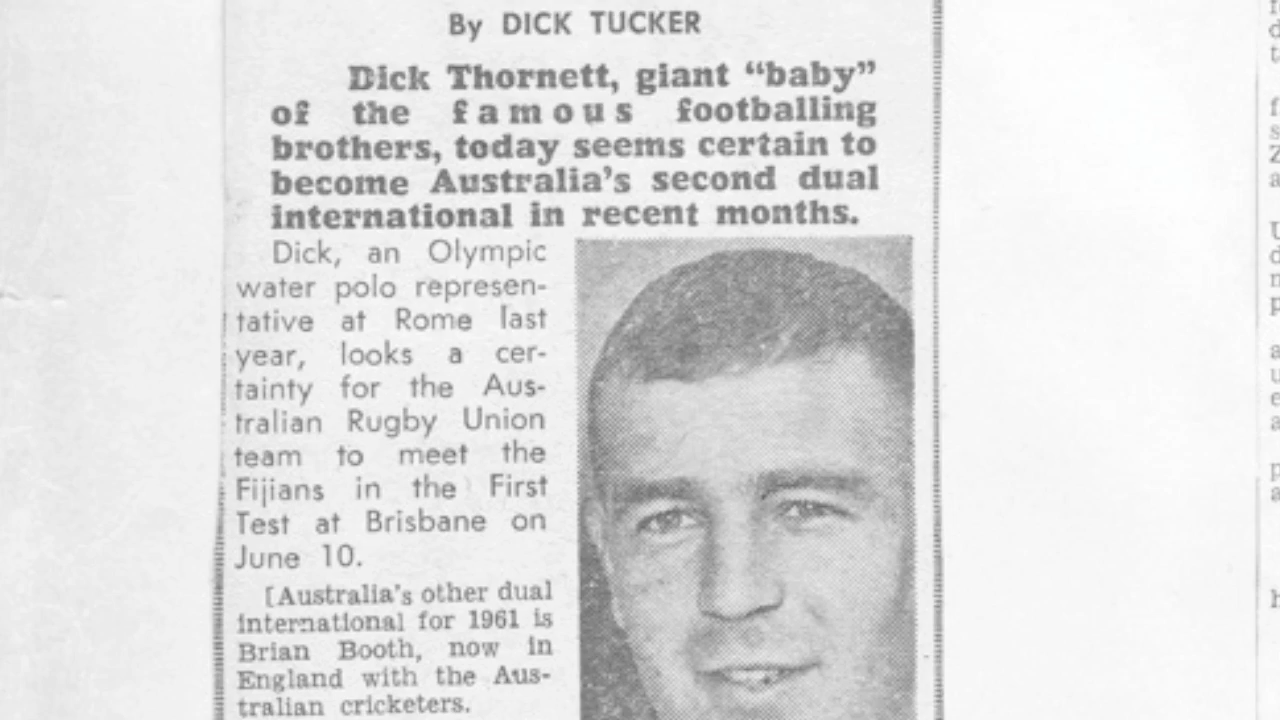 By DICK TUCKER
Dick Thornett, giant “baby”
of the famous footballing
brothers, today seems certain to
become Australia’s second dual
international in recent months.
Dick, an Olympic
water polo represen-
tative at Rome last
year, looks a cer-
tainty for the Aus-
tralian Rugby Union
team to meet the
Fijians in the First
Test at Brisbane on
June 10.
[Australia’s other dual
international for 1961 is
Brian Booth, now in
England with the Aus-
tralian cricketers.